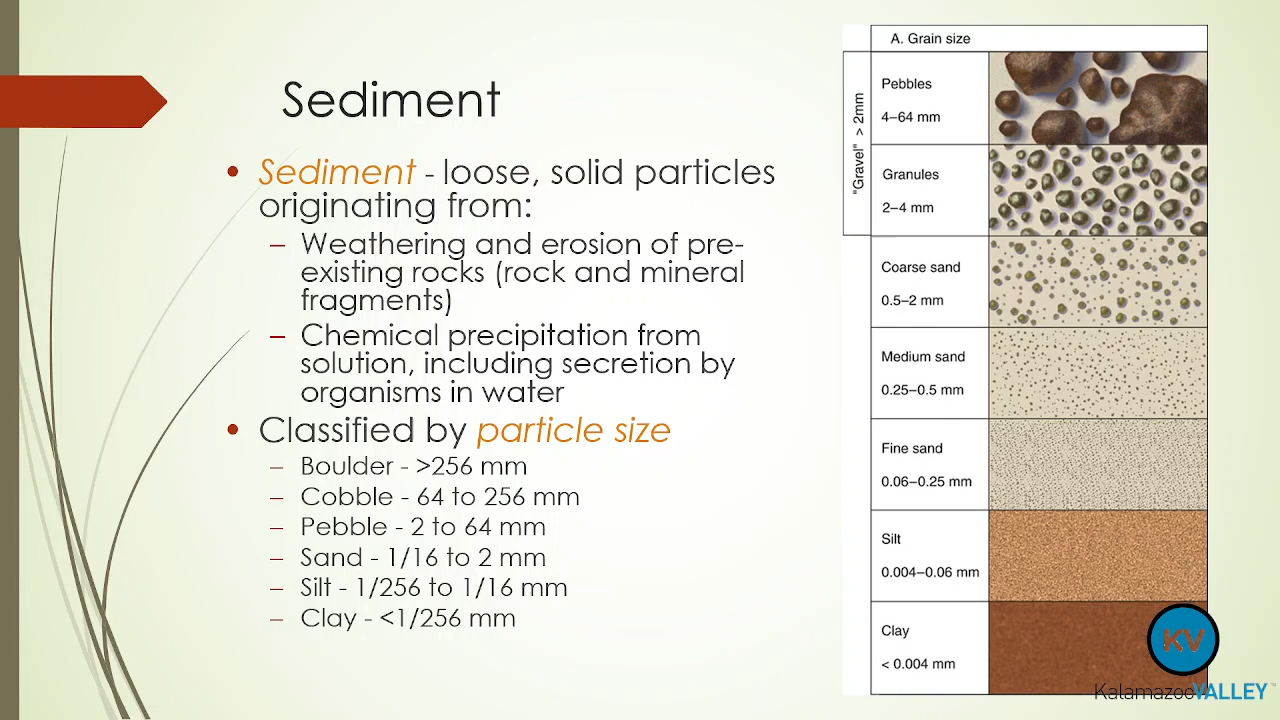 Sediment
• Sediment - loose, solid particles
originating from:
– Weathering and erosion of pre-
existing rocks (rock and mineral
fragments)
– Chemical precipitation from
solution, including secretion by
organisms in water
• Classified by particle size
– Boulder - >256 mm
– Cobble - 64 to 256 mm
– Pebble - 2 to 64 mm
– Sand - 1/16 to 2 mm
– Silt - 1/256 to 1/16 mm
– Clay - <1/256 mm
A. Grain size
"Gravel" > 2mm
Pebbles
4–64 mm
Granules
2–4 mm
Coarse sand
0.5–2 mm
Medium sand
0.25–0.5 mm
Fine sand
0.06–0.25 mm
Silt
0.004–0.06 mm
Clay
< 0.004 mm
KV
KalamazooVALLEY™